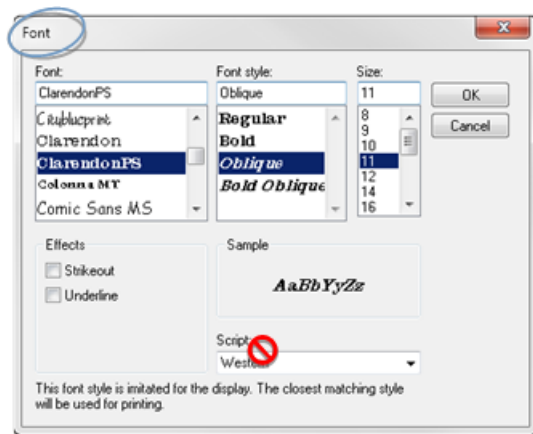 Font
Font:
Font style:
Size:
ClarendonPS
Oblique
11
OK
Cityblueprint
Regular
8
Cancel
Clarendon
Bold
9
ClarendonPS
Oblique
10
Colonna MT
Bold Oblique
11
Comic Sans MS
12
14
16
Effects
Sample
Strikeout
Underline
AaBbYyZz
Script:
This font style is imitated for the display. The closest matching style
will be used for printing.